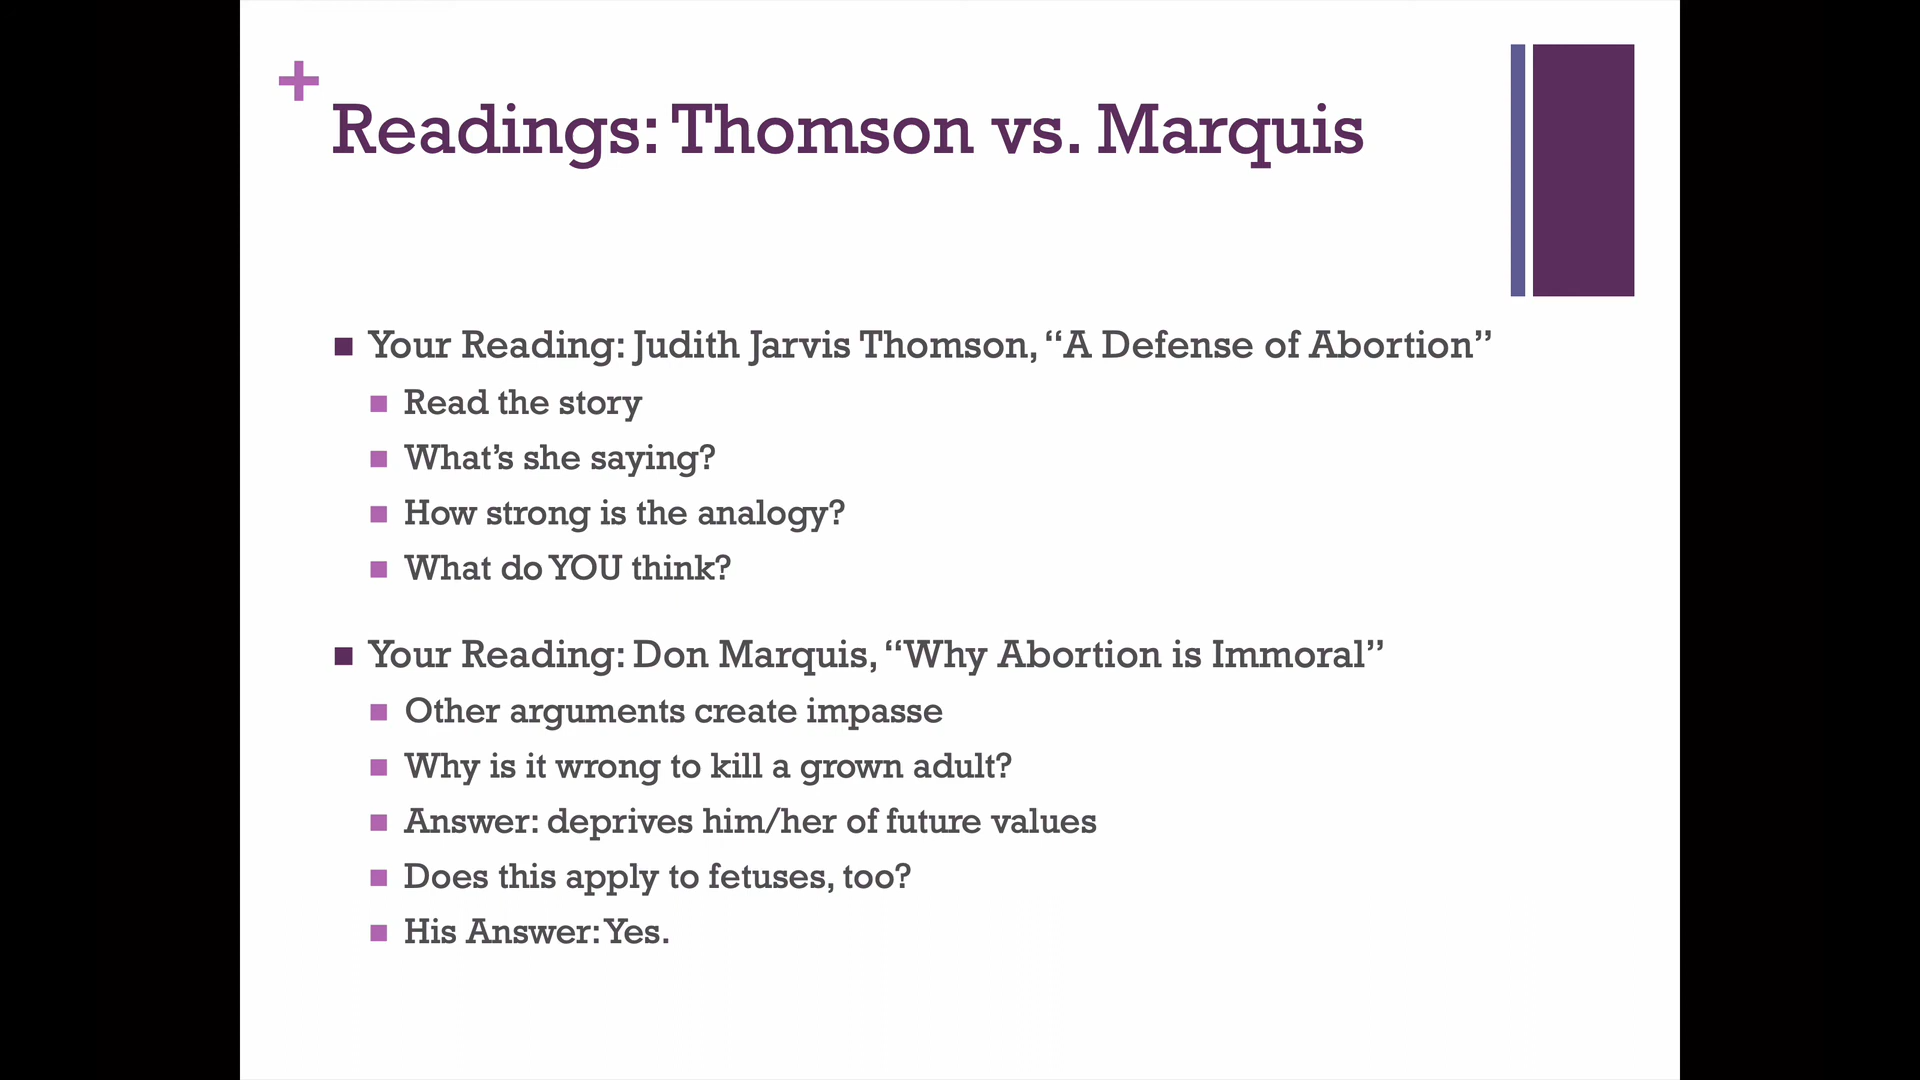 Readings: Thomson vs. Marquis
Your Reading: Judith Jarvis Thomson, “A Defense of Abortion”
Read the story
What’s she saying?
How strong is the analogy?
What do YOU think?
Your Reading: Don Marquis, “Why Abortion is Immoral”
Other arguments create impasse
Why is it wrong to kill a grown adult?
Answer: deprives him/her of future values
Does this apply to fetuses, too?
His Answer: Yes.